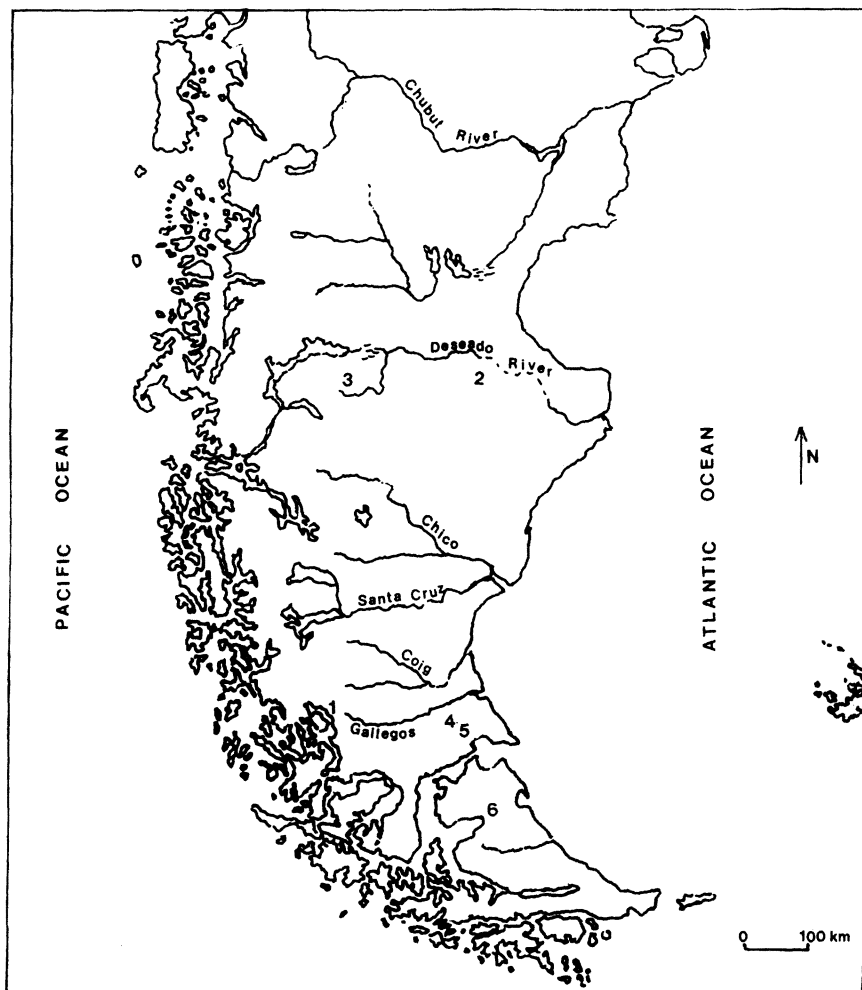 Chubut River
Deseado River
3
2
PACIFIC OCEAN
ATLANTIC OCEAN
N
Chico
Santa Cruz
Coig
1
Gallegos
4
5
6
0 100 km